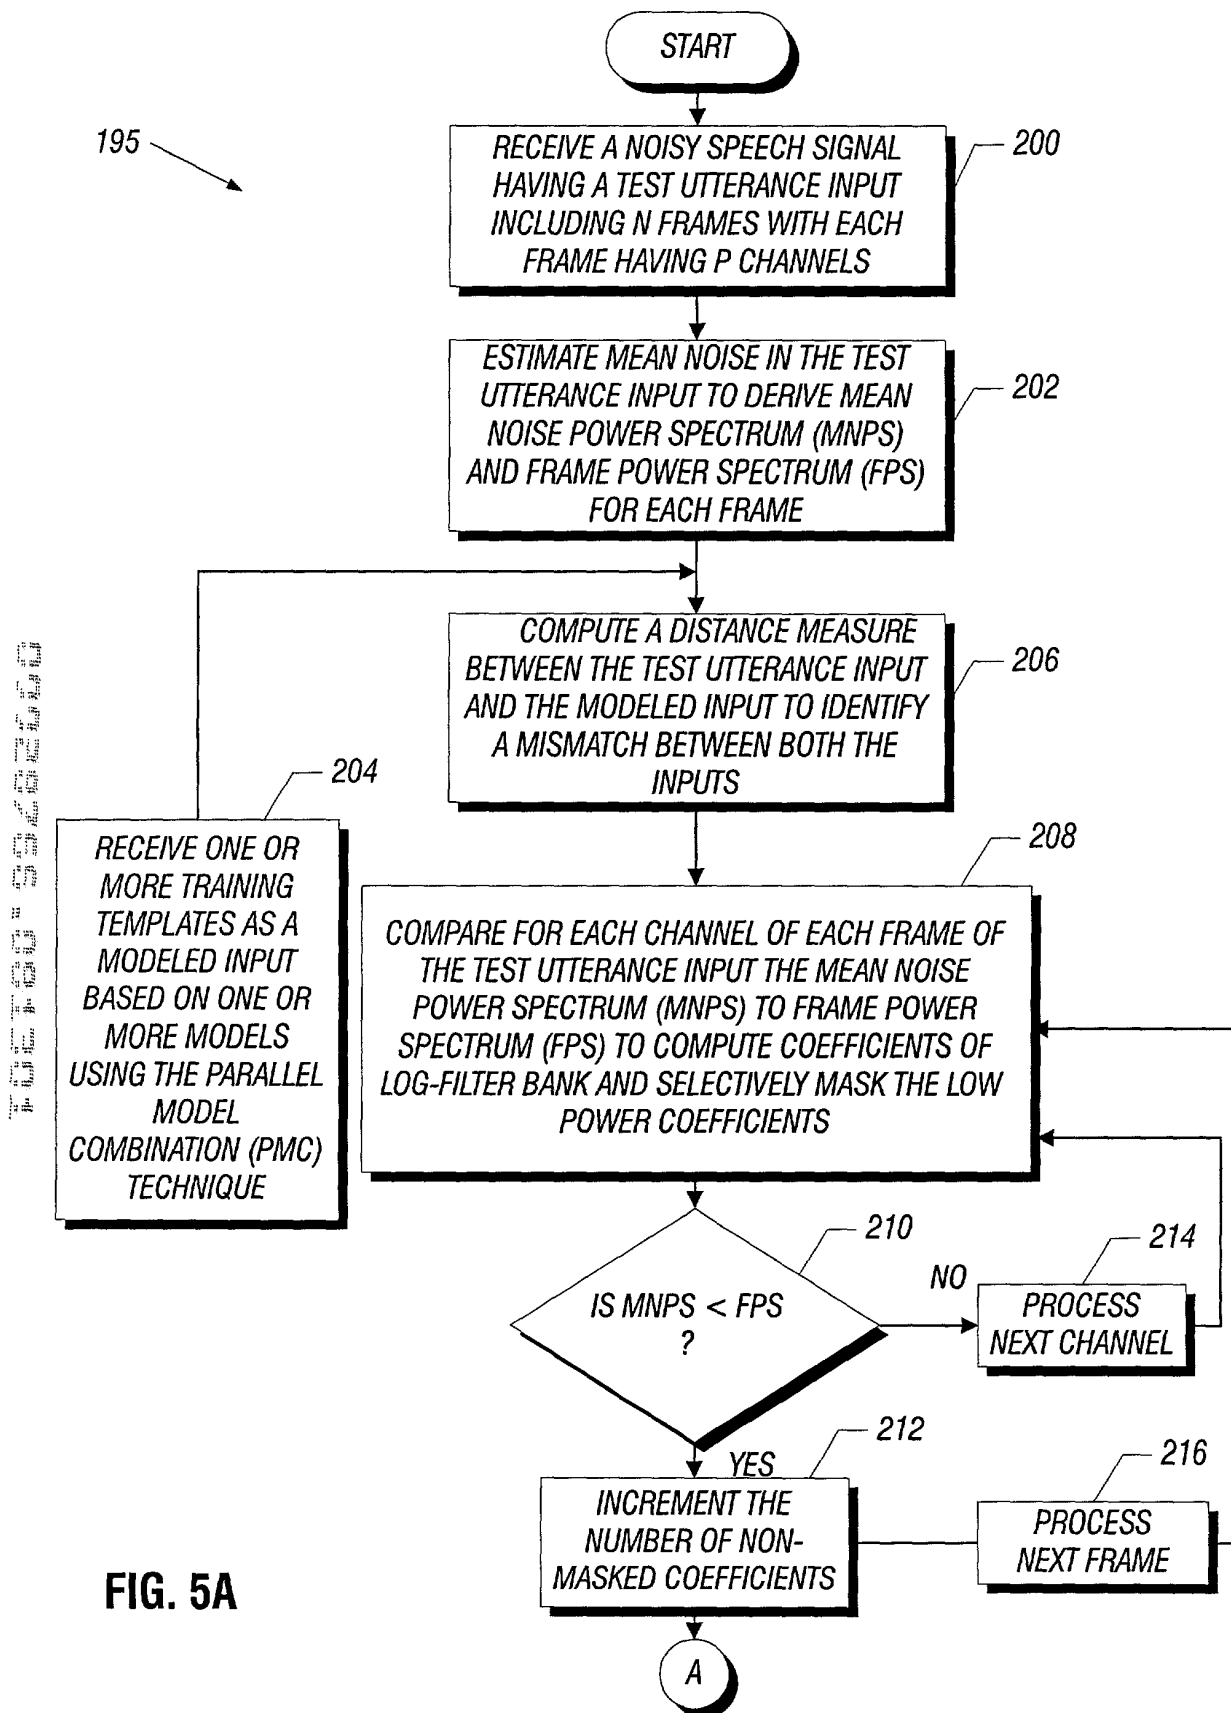 START
195
RECEIVE A NOISY SPEECH SIGNAL
HAVING A TEST UTTERANCE INPUT
INCLUDING N FRAMES WITH EACH
FRAME HAVING P CHANNELS
200
ESTIMATE MEAN NOISE IN THE TEST
UTTERANCE INPUT TO DERIVE MEAN
NOISE POWER SPECTRUM (MNPS)
AND FRAME POWER SPECTRUM (FPS)
FOR EACH FRAME
202
COMPUTE A DISTANCE MEASURE
BETWEEN THE TEST UTTERANCE INPUT
AND THE MODELED INPUT TO IDENTIFY
A MISMATCH BETWEEN BOTH THE
INPUTS
206
204
RECEIVE ONE OR
MORE TRAINING
TEMPLATES AS A
MODELED INPUT
BASED ON ONE OR
MORE MODELS
USING THE PARALLEL
MODEL
COMBINATION (PMC)
TECHNIQUE
208
COMPARE FOR EACH CHANNEL OF EACH FRAME OF
THE TEST UTTERANCE INPUT THE MEAN NOISE
POWER SPECTRUM (MNPS) TO FRAME POWER
SPECTRUM (FPS) TO COMPUTE COEFFICIENTS OF
LOG-FILTER BANK AND SELECTIVELY MASK THE LOW
POWER COEFFICIENTS
210
IS MNPS < FPS
?
NO
214
PROCESS
NEXT CHANNEL
YES
212
INCREMENT THE
NUMBER OF NON-
MASKED COEFFICIENTS
216
PROCESS
NEXT FRAME
FIG. 5A
A